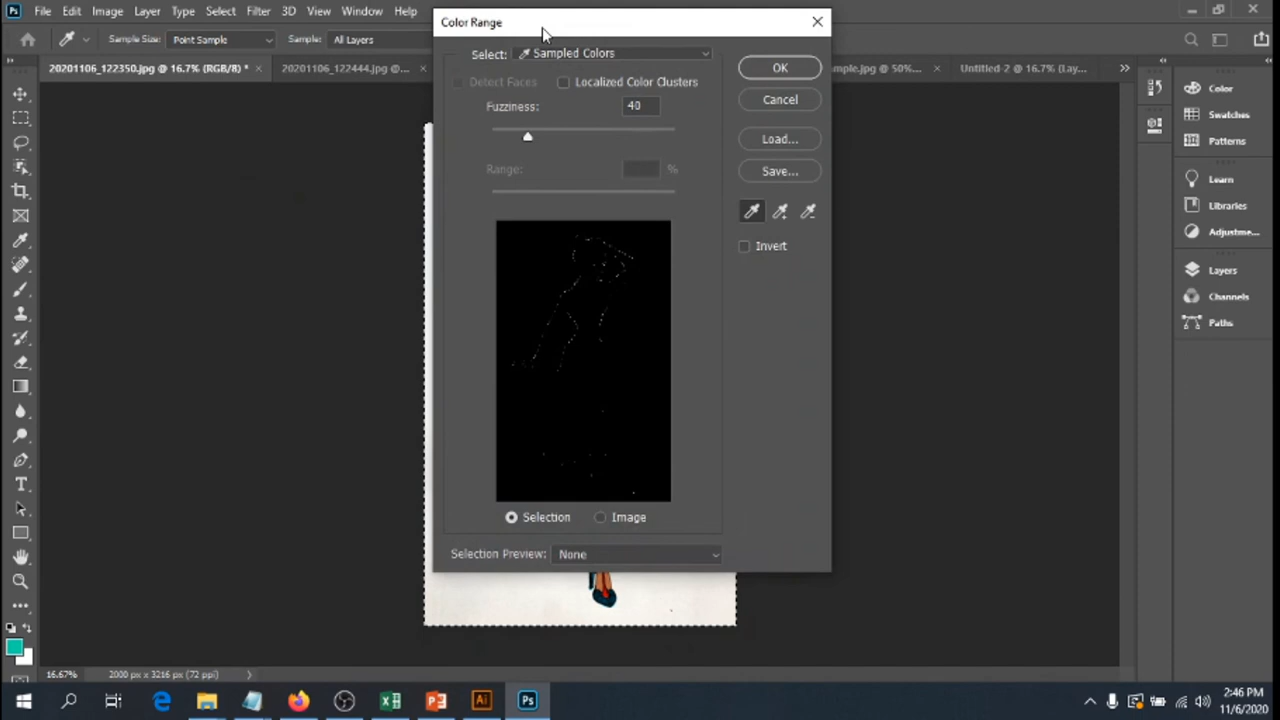 File Edit Image Layer Type Select Filter 3D View Window Help
Color Range
Sample Size: Point Sample Sample: All Layers
Select: Sampled Colors
20201106_122350.jpg @ 16.7% (RGB/8) *
20201106_122444.jpg @...
mple.jpg @ 50%...
Untitled-2 @ 16.7% (Lay...
Detect Faces Localized Color Clusters
Fuzziness: 40
Range: %
Selection Image
Selection Preview: None
OK
Cancel
Load...
Save...
Invert
Color
Swatches
Patterns
Learn
Libraries
Adjustme...
Layers
Channels
Paths
16.67% 2000 px x 3216 px (72 ppi)
2:46 PM
11/6/2020